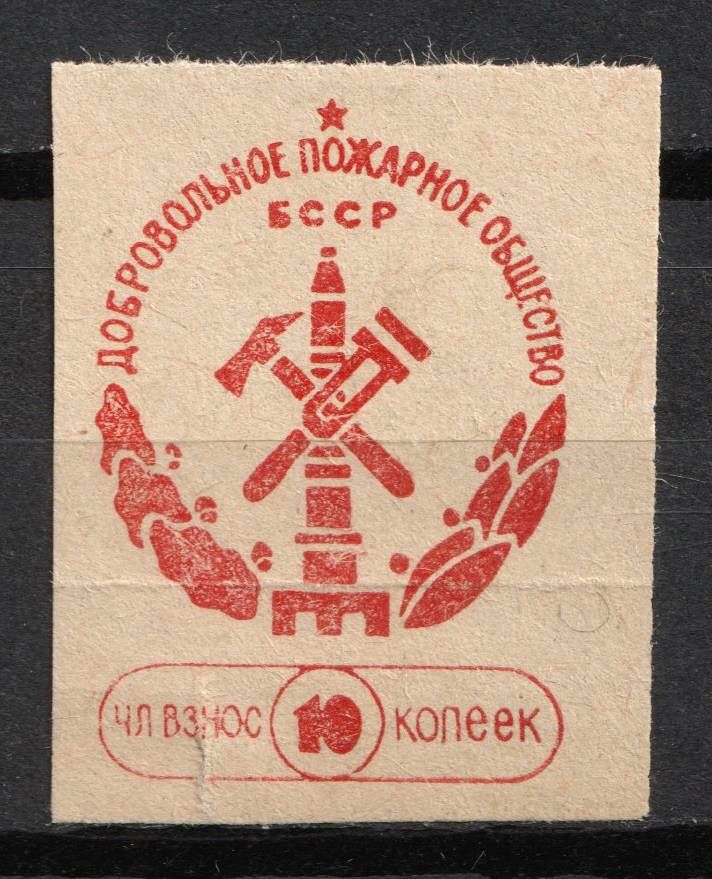 ДОБРОВОЛЬНОЕ ПОЖАРНОЕ ОБЩЕСТВО
БССР
ЧЛ ВЗНОС 10 копеек